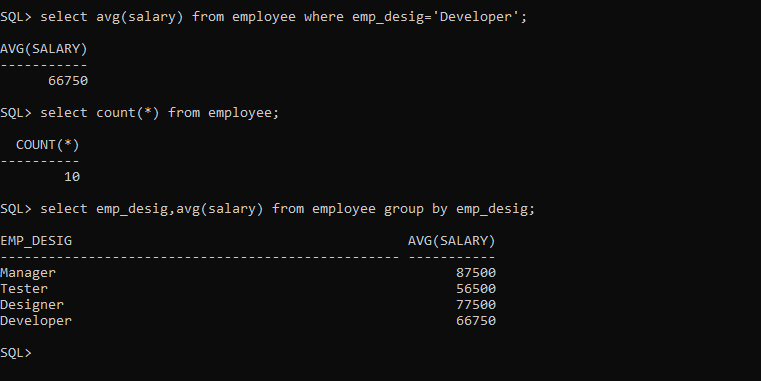 SQL> select avg(salary) from employee where emp_desig='Developer';
AVG(SALARY)
-----------
      66750
SQL> select count(*) from employee;
  COUNT(*)
----------
        10
SQL> select emp_desig,avg(salary) from employee group by emp_desig;
EMP_DESIG                                          AVG(SALARY)
-------------------------------------------------- -----------
Manager                                                  87500
Tester                                                   56500
Designer                                                 77500
Developer                                                66750
SQL>